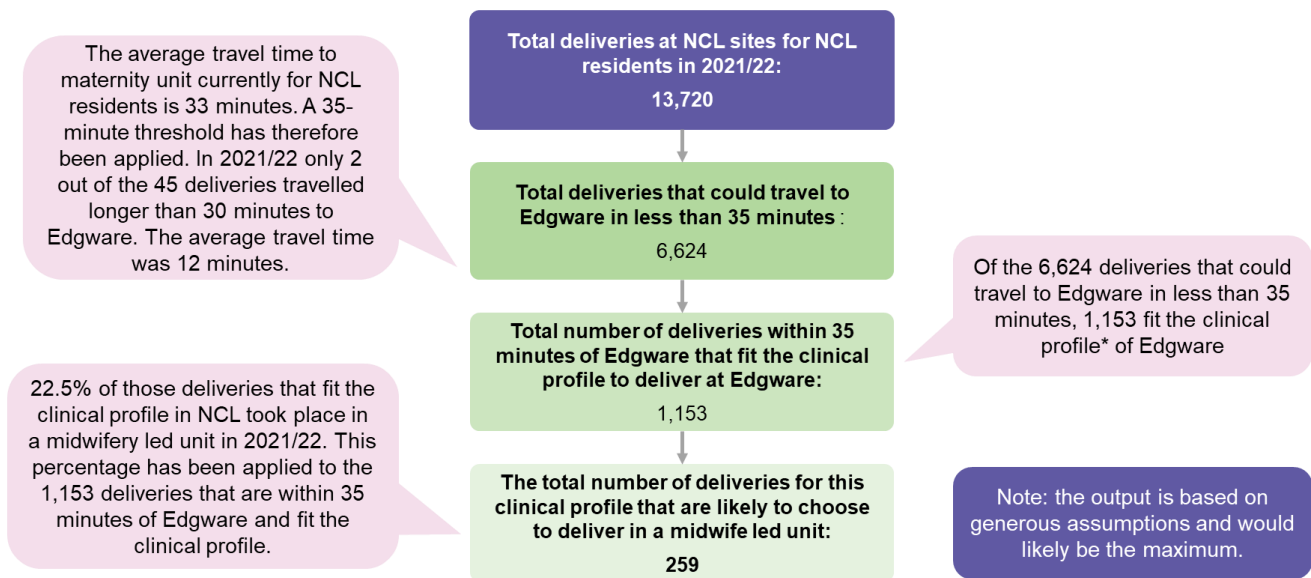 The average travel time to
maternity unit currently for NCL
residents is 33 minutes. A 35-
minute threshold has therefore
been applied. In 2021/22 only 2
out of the 45 deliveries travelled
longer than 30 minutes to
Edgware. The average travel time
was 12 minutes.
Total deliveries at NCL sites for NCL
residents in 2021/22:
13,720
Total deliveries that could travel to
Edgware in less than 35 minutes :
6,624
Of the 6,624 deliveries that could
travel to Edgware in less than 35
minutes, 1,153 fit the clinical
profile* of Edgware
Total number of deliveries within 35
minutes of Edgware that fit the clinical
profile to deliver at Edgware:
1,153
22.5% of those deliveries that fit the
clinical profile in NCL took place in
a midwifery led unit in 2021/22. This
percentage has been applied to the
1,153 deliveries that are within 35
minutes of Edgware and fit the
clinical profile.
The total number of deliveries for this
clinical profile that are likely to choose
to deliver in a midwife led unit:
259
Note: the output is based on
generous assumptions and would
likely be the maximum.